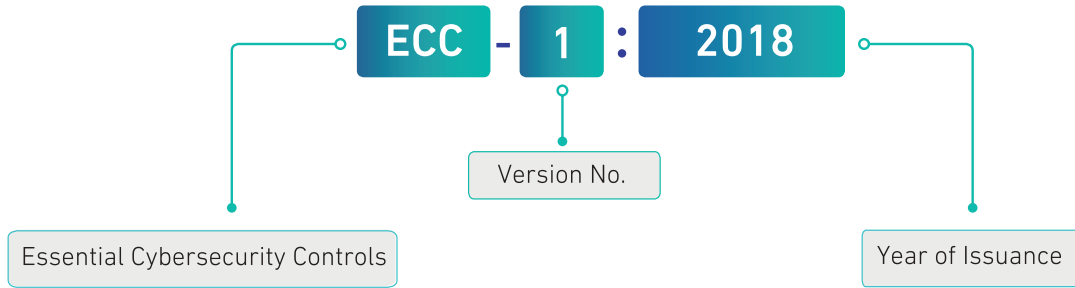 ECC - 1 : 2018
Version No.
Essential Cybersecurity Controls
Year of Issuance